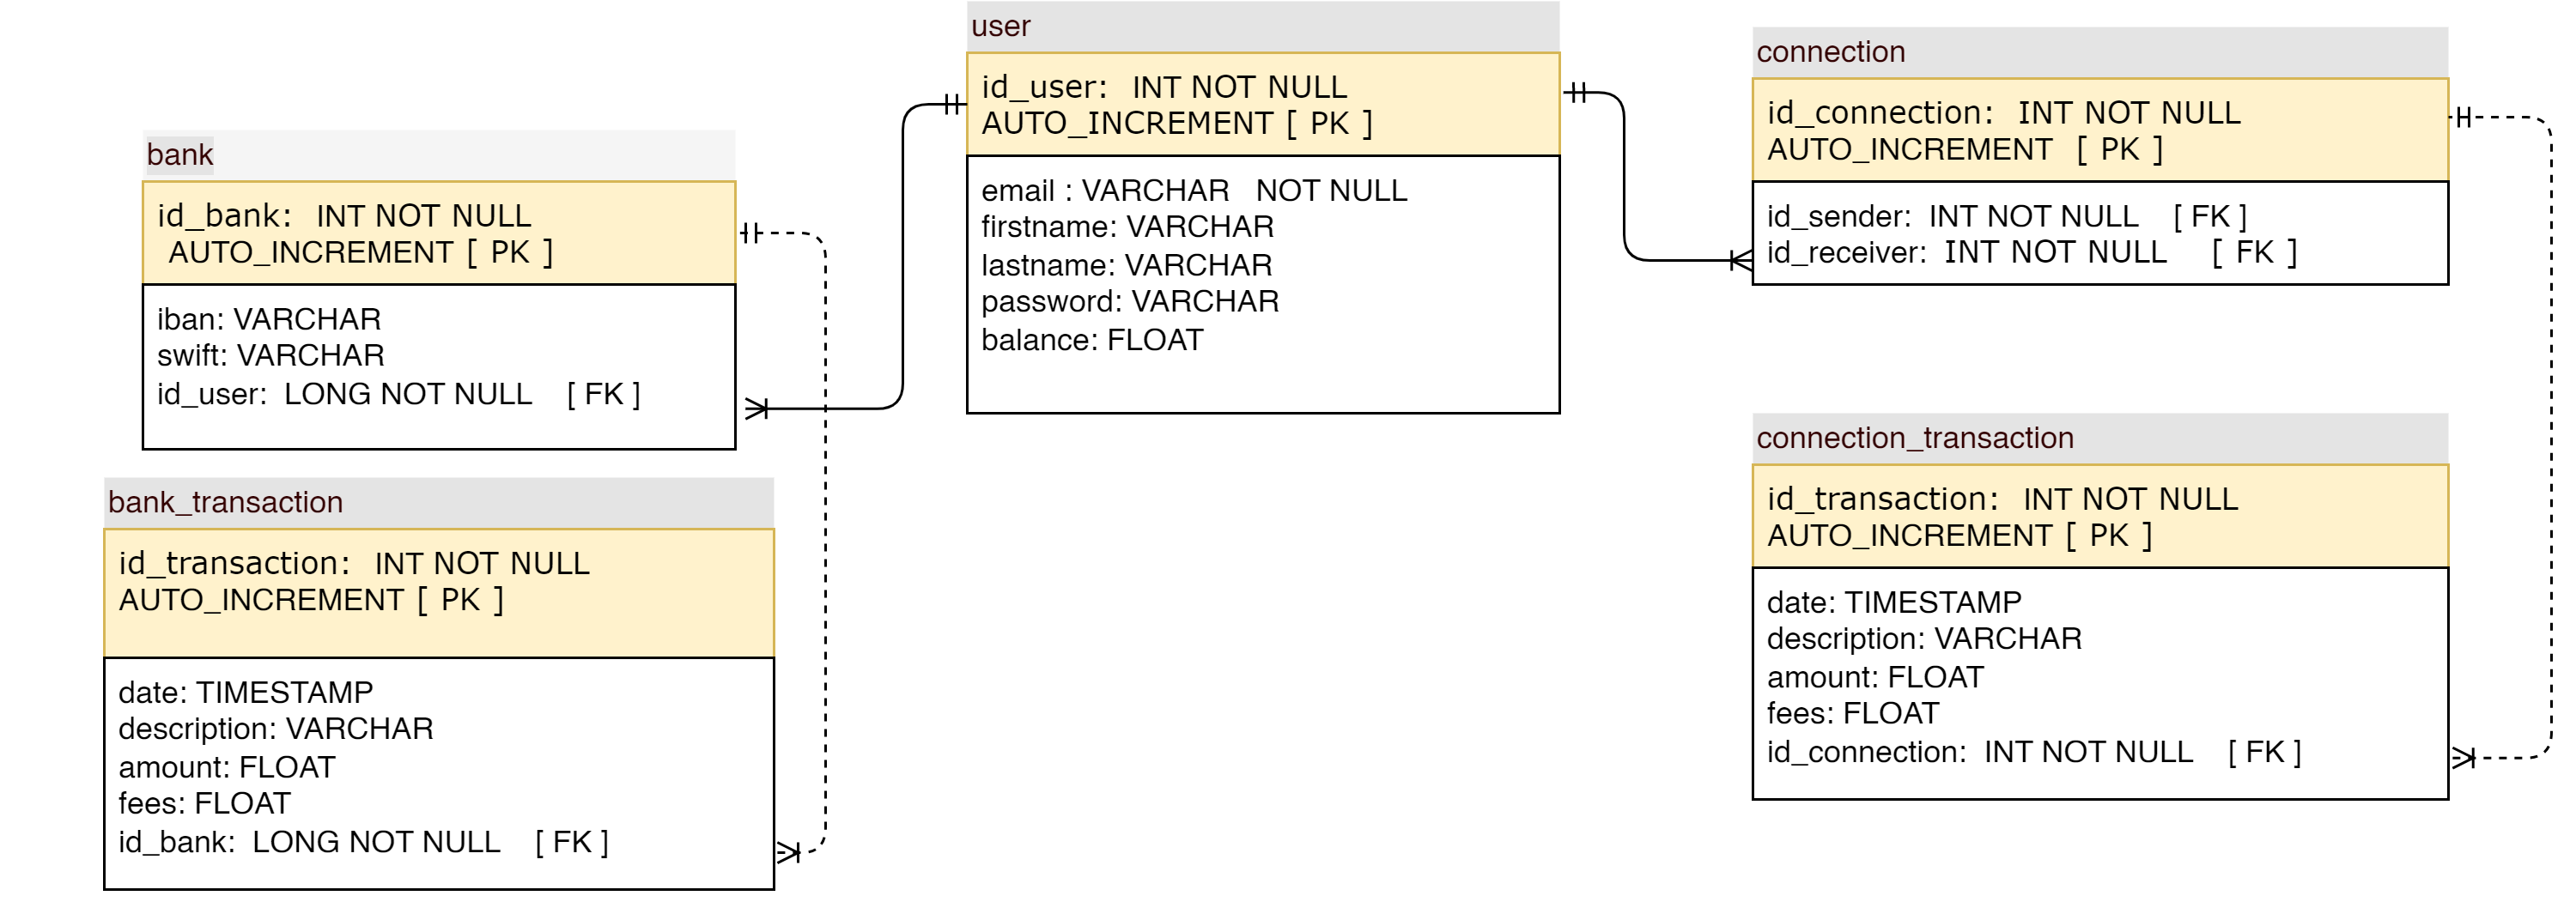 user
id_user: INT NOT NULL
AUTO_INCREMENT [ PK ]
email : VARCHAR NOT NULL
firstname: VARCHAR
lastname: VARCHAR
password: VARCHAR
balance: FLOAT
connection
id_connection: INT NOT NULL
AUTO_INCREMENT [ PK ]
id_sender: INT NOT NULL [ FK ]
id_receiver: INT NOT NULL [ FK ]
bank
id_bank: INT NOT NULL
AUTO_INCREMENT [ PK ]
iban: VARCHAR
swift: VARCHAR
id_user: LONG NOT NULL [ FK ]
bank_transaction
id_transaction: INT NOT NULL
AUTO_INCREMENT [ PK ]
date: TIMESTAMP
description: VARCHAR
amount: FLOAT
fees: FLOAT
id_bank: LONG NOT NULL [ FK ]
connection_transaction
id_transaction: INT NOT NULL
AUTO_INCREMENT [ PK ]
date: TIMESTAMP
description: VARCHAR
amount: FLOAT
fees: FLOAT
id_connection: INT NOT NULL [ FK ]